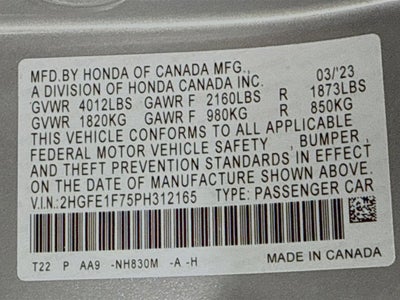 MFD.BY HONDA OF CANADA MFG.,
A DIVISION OF HONDA CANADA INC. 03/'23
GVWR 4012LBS GAWR F 2160LBS R 1873LBS
GVWR 1820KG GAWR F 980KG R 850KG
THIS VEHICLE CONFORMS TO ALL APPLICABLE
FEDERAL MOTOR VEHICLE SAFETY, BUMPER,
AND THEFT PREVENTION STANDARDS IN EFFECT
ON THE DATE OF MANUFACTURE SHOWN ABOVE.
V.I.N.:2HGFE1F75PH312165 TYPE: PASSENGER CAR
T22 P AA9 -NH830M -A -H MADE IN CANADA